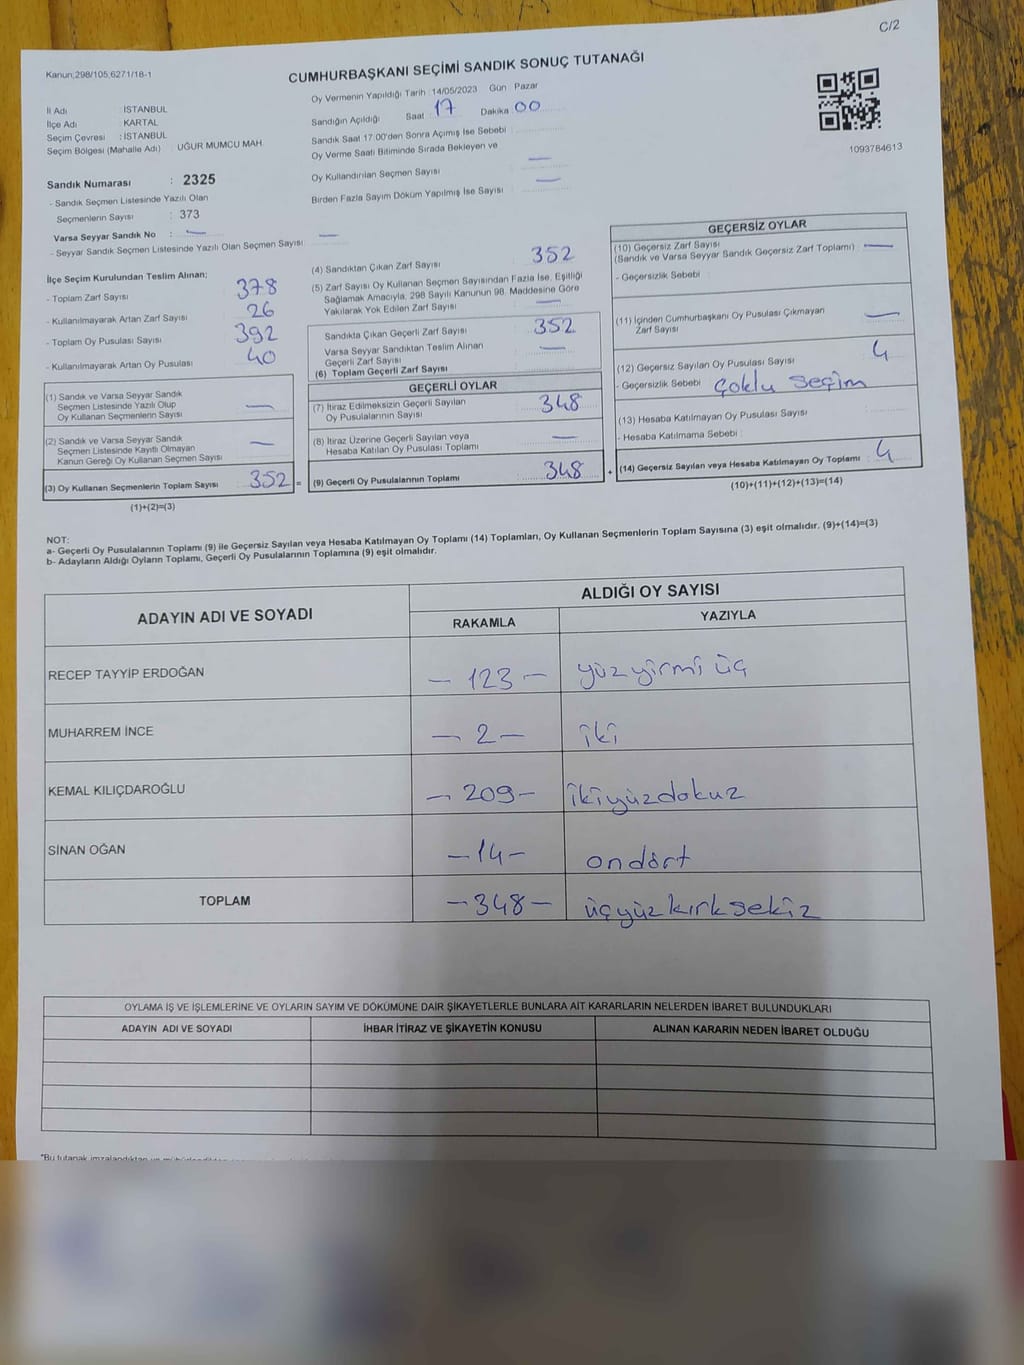 C/2
Kanun;298/105,6271/18-1
CUMHURBAŞKANI SEÇİMİ SANDIK SONUÇ TUTANAĞI
İl Adı : İSTANBUL
İlçe Adı : KARTAL
Seçim Çevresi : İSTANBUL
Seçim Bölgesi (Mahalle Adı) : UĞUR MUMCU MAH.
Sandık Numarası : 2325
- Sandık Seçmen Listesinde Yazılı Olan
Seçmenlerin Sayısı : 373
Varsa Seyyar Sandık No : —
- Seyyar Sandık Seçmen Listesinde Yazılı Olan Seçmen Sayısı : —
Oy Vermenin Yapıldığı Tarih :14/05/2023 Gün Pazar
Sandığın Açıldığı Saat : 17 Dakika : 00
Sandık Saat 17:00'den Sonra Açımış İse Sebebi :
Oy Verme Saati Bitiminde Sırada Bekleyen ve
Oy Kullandırılan Seçmen Sayısı : —
Birden Fazla Sayım Döküm Yapılmış İse Sayısı : —
1093784613
İlçe Seçim Kurulundan Teslim Alınan;
- Toplam Zarf Sayısı : 378
- Kullanılmayarak Artan Zarf Sayısı : 26
- Toplam Oy Pusulası Sayısı : 392
- Kullanılmayarak Artan Oy Pusulası : 40
(1) Sandık ve Varsa Seyyar Sandık
Seçmen Listesinde Yazılı Olup
Oy Kullanan Seçmenlerin Sayısı : —
(2) Sandık ve Varsa Seyyar Sandık
Seçmen Listesinde Kayıtlı Olmayan
Kanun Gereği Oy Kullanan Seçmen Sayısı : —
(3) Oy Kullanan Seçmenlerin Toplam Sayısı : 352 =
(1)+(2)=(3)
(4) Sandıktan Çıkan Zarf Sayısı : 352
(5) Zarf Sayısı Oy Kullanan Seçmen Sayısından Fazla İse, Eşitliği
Sağlamak Amacıyla, 298 Sayılı Kanunun 98. Maddesine Göre
Yakılarak Yok Edilen Zarf Sayısı : —
Sandıkta Çıkan Geçerli Zarf Sayısı : 352
Varsa Seyyar Sandıktan Teslim Alınan
Geçerli Zarf Sayısı : —
(6) Toplam Geçerli Zarf Sayısı :
GEÇERLİ OYLAR
(7) İtiraz Edilmeksizin Geçerli Sayılan
Oy Pusulalarının Sayısı : 348
(8) İtiraz Üzerine Geçerli Sayılan veya
Hesaba Katılan Oy Pusulası Toplamı : —
(9) Geçerli Oy Pusulalarının Toplamı : 348 +
GEÇERSİZ OYLAR
(10) Geçersiz Zarf Sayısı
(Sandık ve Varsa Seyyar Sandık Geçersiz Zarf Toplamı) : —
- Geçersizlik Sebebi :
(11) İçinden Cumhurbaşkanı Oy Pusulası Çıkmayan
Zarf Sayısı : —
(12) Geçersiz Sayılan Oy Pusulası Sayısı : 4
- Geçersizlik Sebebi : Çoklu Seçim
(13) Hesaba Katılmayan Oy Pusulası Sayısı :
- Hesaba Katılmama Sebebi :
(14) Geçersiz Sayılan veya Hesaba Katılmayan Oy Toplamı : 4
(10)+(11)+(12)+(13)=(14)
NOT:
a- Geçerli Oy Pusulalarının Toplamı (9) ile Geçersiz Sayılan veya Hesaba Katılmayan Oy Toplamı (14) Toplamları, Oy Kullanan Seçmenlerin Toplam Sayısına (3) eşit olmalıdır. (9)+(14)=(3)
b- Adayların Aldığı Oyların Toplamı, Geçerli Oy Pusulalarının Toplamına (9) eşit olmalıdır.
ADAYIN ADI VE SOYADI ALDIĞI OY SAYISI
RAKAMLA YAZIYLA
RECEP TAYYİP ERDOĞAN — 123 — yüz yirmi üç
MUHARREM İNCE — 2 — iki
KEMAL KILIÇDAROĞLU — 209 — ikiyüzdokuz
SİNAN OĞAN — 14 — ondört
TOPLAM — 348 — üçyüz kırk sekiz
OYLAMA İŞ VE İŞLEMLERİNE VE OYLARIN SAYIM VE DÖKÜMÜNE DAİR ŞİKAYETLERLE BUNLARA AİT KARARLARIN NELERDEN İBARET BULUNDUKLARI
ADAYIN ADI VE SOYADI İHBAR İTİRAZ VE ŞİKAYETİN KONUSU ALINAN KARARIN NEDEN İBARET OLDUĞU
*Bu tutanak imzalandıktan